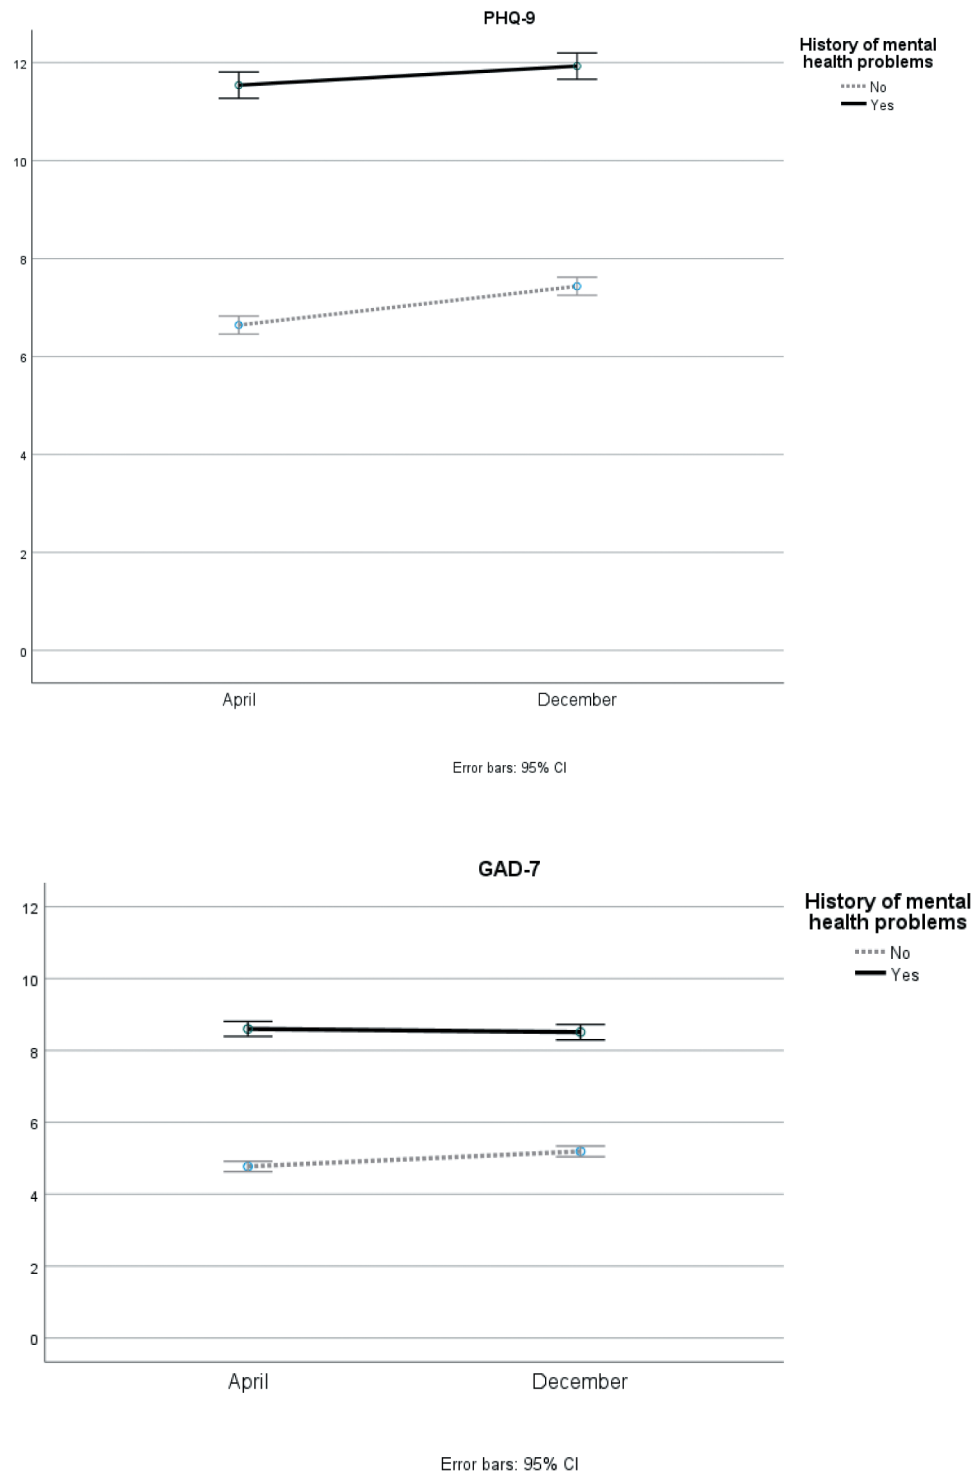 PHQ-9
History of mental
health problems
No
Yes
12
10
8
6
4
2
0
April December
Error bars: 95% CI
GAD-7
History of mental
health problems
No
Yes
12
10
8
6
4
2
0
April December
Error bars: 95% CI